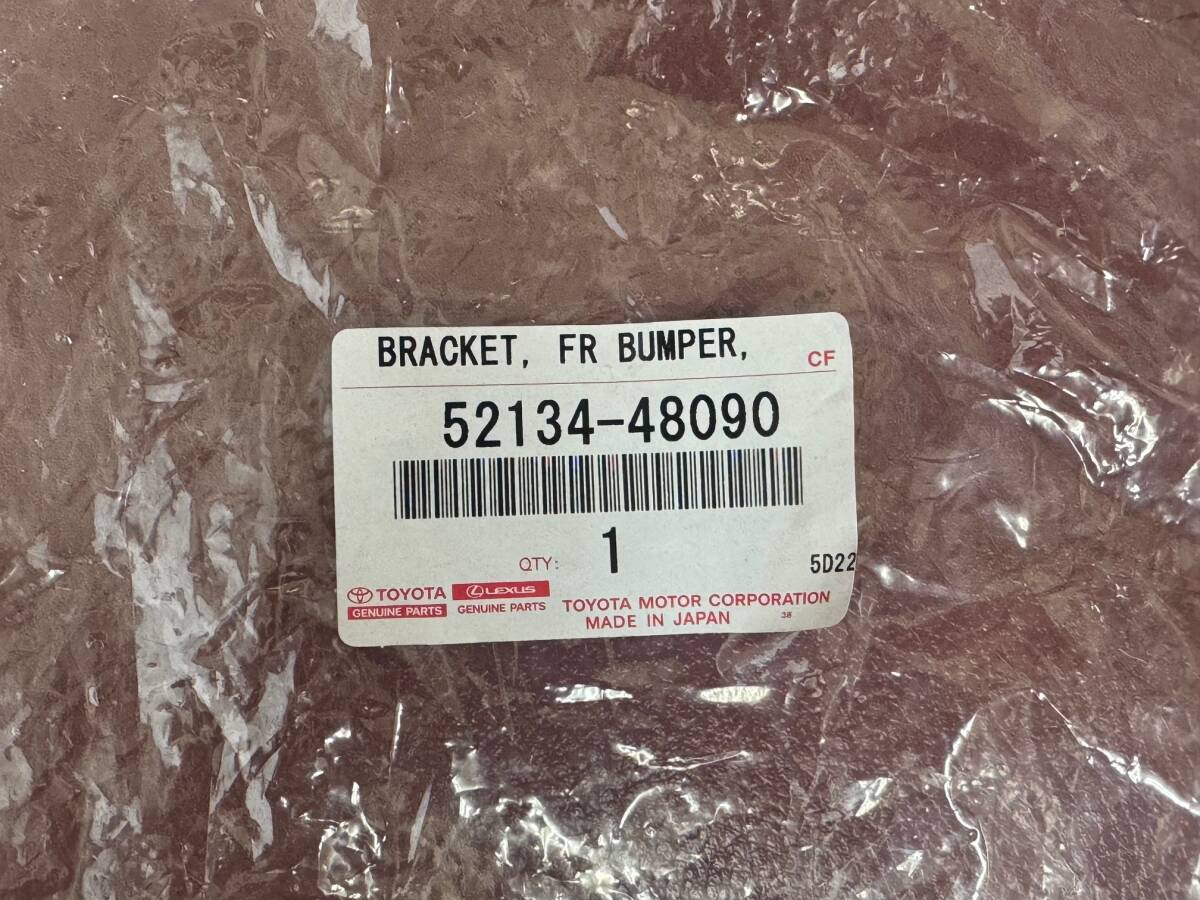 BRACKET, FR BUMPER,
CF
52134-48090
QTY: 1
5D22
TOYOTA
GENUINE PARTS
LEXUS
GENUINE PARTS
TOYOTA MOTOR CORPORATION
MADE IN JAPAN
38